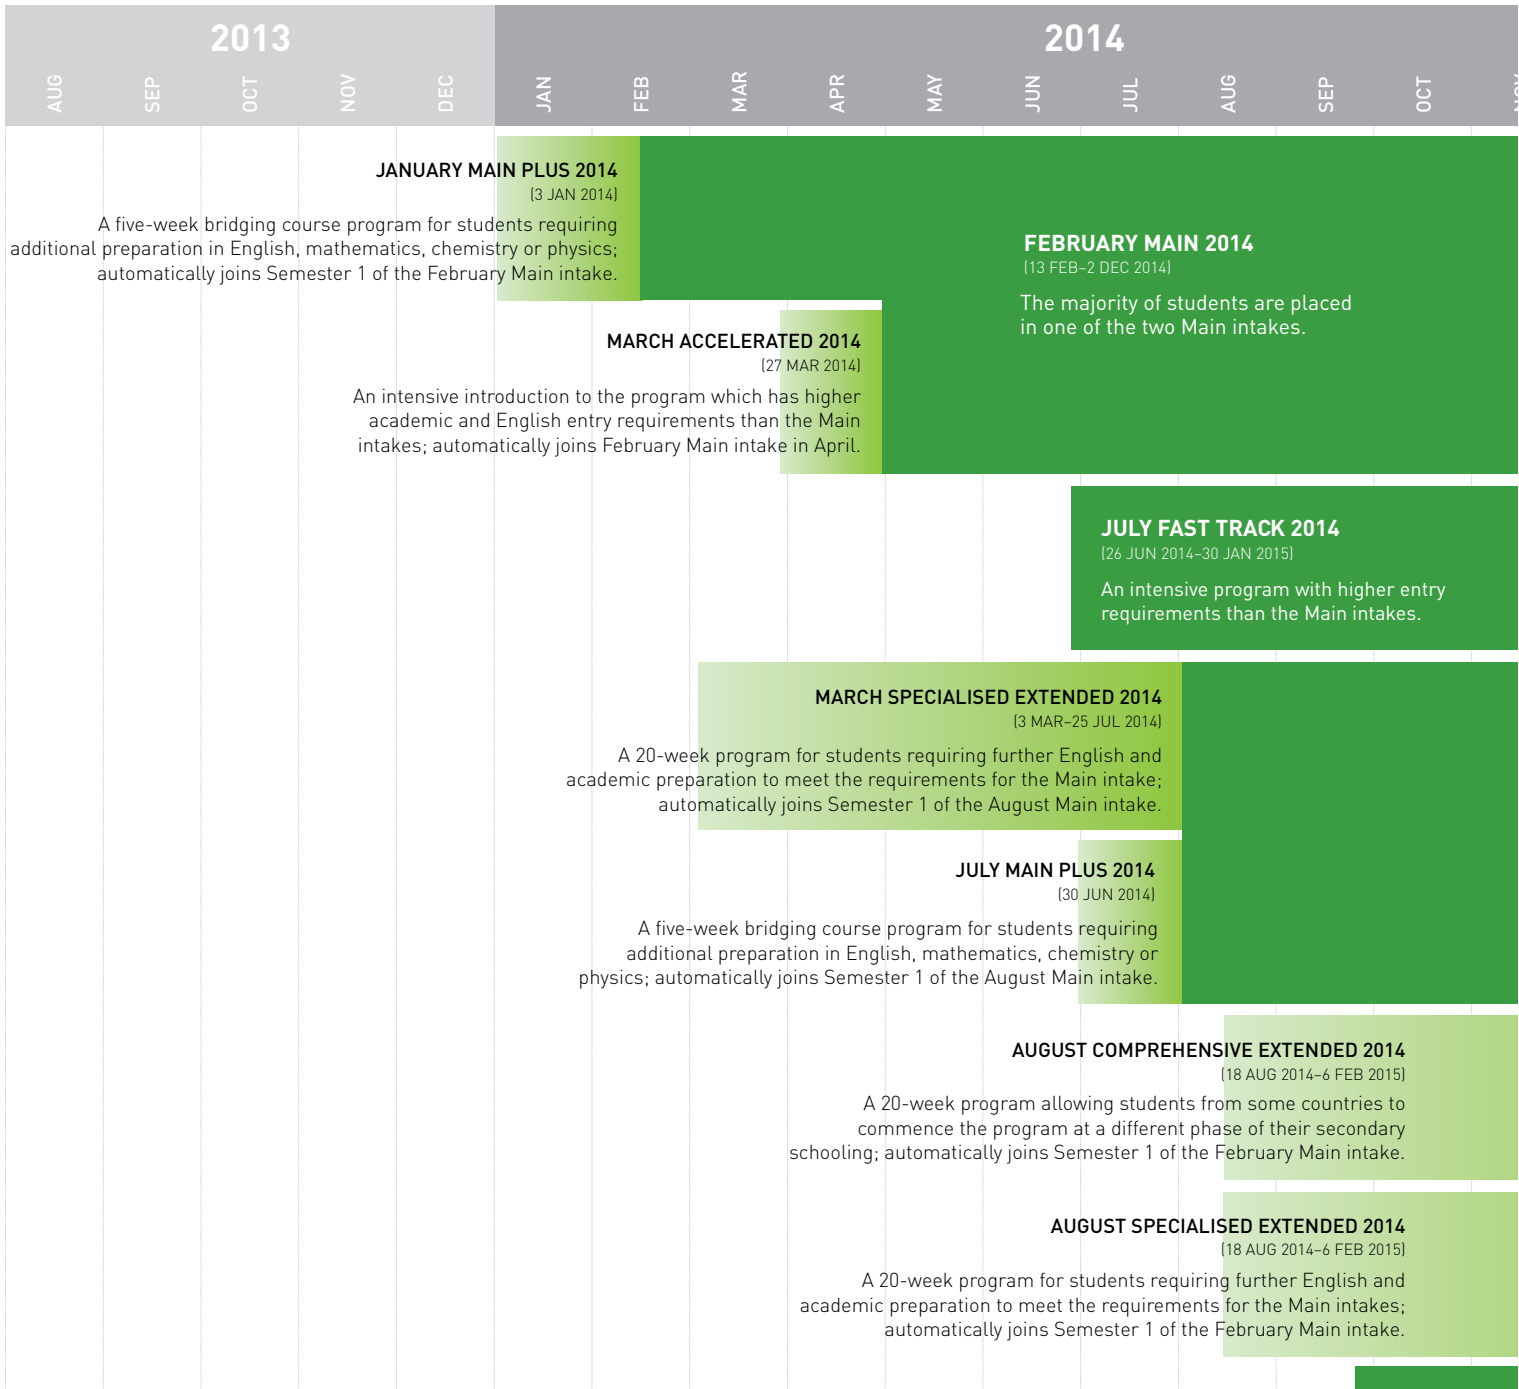 2013
2014
AUG
SEP
OCT
NOV
DEC
JAN
FEB
MAR
APR
MAY
JUN
JUL
AUG
SEP
OCT
JANUARY MAIN PLUS 2014
(3 JAN 2014)
A five-week bridging course program for students requiring
additional preparation in English, mathematics, chemistry or physics;
automatically joins Semester 1 of the February Main intake.
FEBRUARY MAIN 2014
(13 FEB–2 DEC 2014)
The majority of students are placed
in one of the two Main intakes.
MARCH ACCELERATED 2014
(27 MAR 2014)
An intensive introduction to the program which has higher
academic and English entry requirements than the Main
intakes; automatically joins February Main intake in April.
JULY FAST TRACK 2014
(26 JUN 2014–30 JAN 2015)
An intensive program with higher entry
requirements than the Main intakes.
MARCH SPECIALISED EXTENDED 2014
(3 MAR–25 JUL 2014)
A 20-week program for students requiring further English and
academic preparation to meet the requirements for the Main intake;
automatically joins Semester 1 of the August Main intake.
JULY MAIN PLUS 2014
(30 JUN 2014)
A five-week bridging course program for students requiring
additional preparation in English, mathematics, chemistry or
physics; automatically joins Semester 1 of the August Main intake.
AUGUST COMPREHENSIVE EXTENDED 2014
(18 AUG 2014–6 FEB 2015)
A 20-week program allowing students from some countries to
commence the program at a different phase of their secondary
schooling; automatically joins Semester 1 of the February Main intake.
AUGUST SPECIALISED EXTENDED 2014
(18 AUG 2014–6 FEB 2015)
A 20-week program for students requiring further English and
academic preparation to meet the requirements for the Main intakes;
automatically joins Semester 1 of the February Main intake.